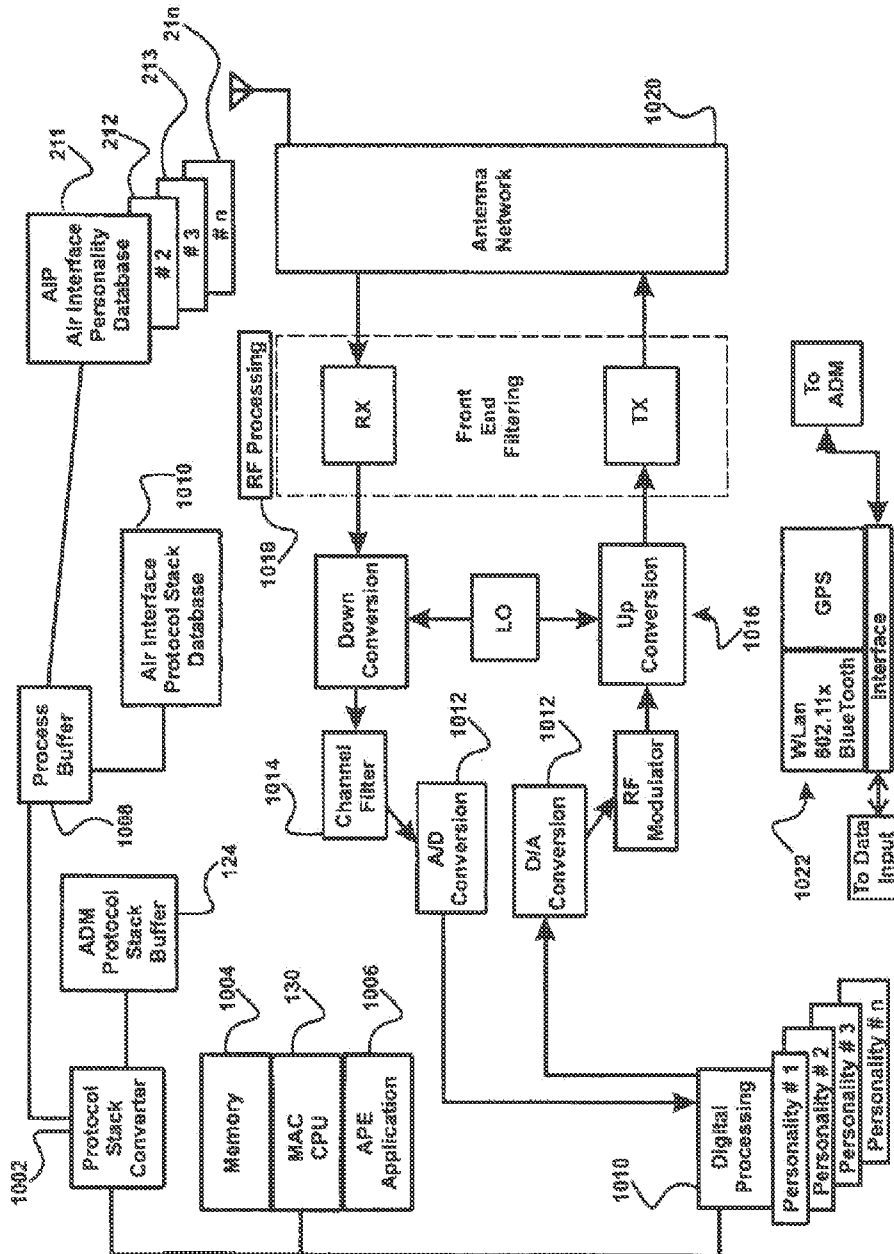 1002
Protocol
Stack
Converter
ADM
Protocol
Stack
Buffer
124
Process
Buffer
1008
Air Interface
Protocol Stack
Database
1010
AIP
Air Interface
Personality
Database
211
# 2
212
# 3
213
# n
21n
Memory
1004
MAC
CPU
130
APE
Application
1006
1014
Channel
Filter
Down
Conversion
1018
RF Processing
RX
Front
End
Filtering
TX
Antenna
Network
1020
A/D
Conversion
1012
LO
D/A
Conversion
1012
RF
Modulator
Up
Conversion
1016
1010
Digital
Processing
Personality # 1
Personality # 2
Personality # 3
Personality # n
1022
WLan
802.11x
BlueTooth
GPS
Interface
To Data
Input
To
ADM